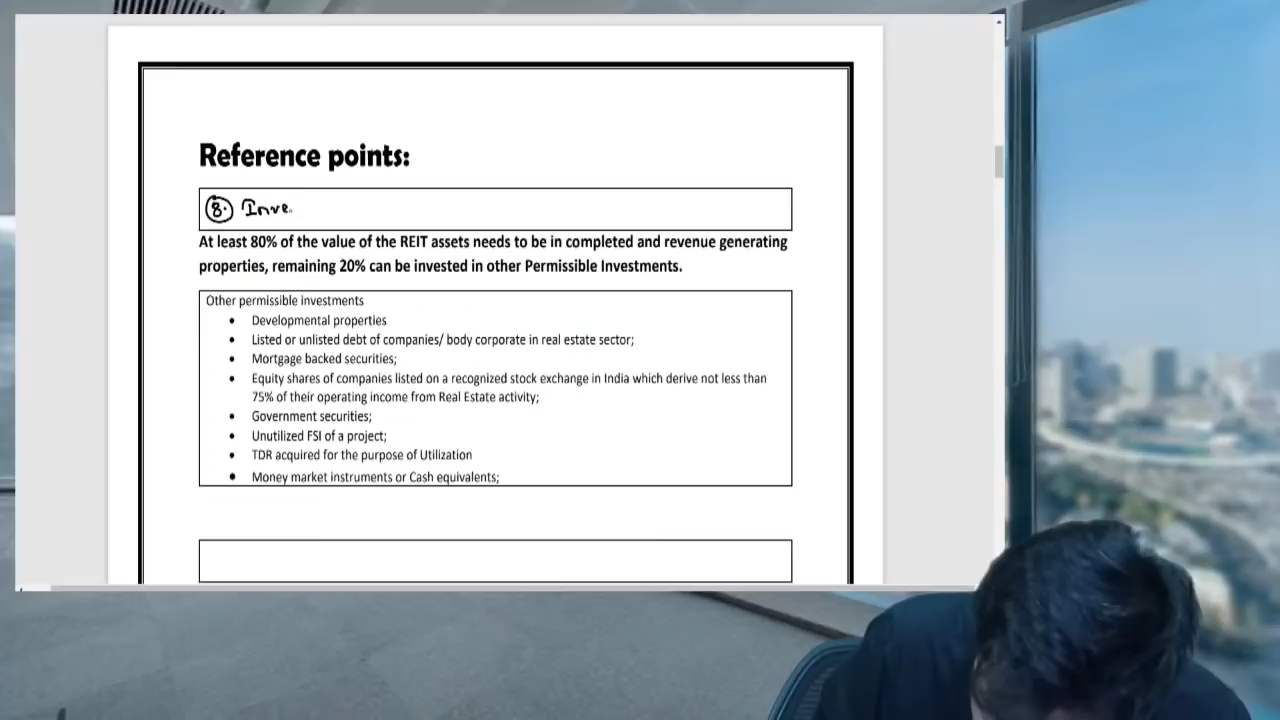 Reference points:
8. Inve
At least 80% of the value of the REIT assets needs to be in completed and revenue generating
properties, remaining 20% can be invested in other Permissible Investments.
Other permissible investments
• Developmental properties
• Listed or unlisted debt of companies/ body corporate in real estate sector;
• Mortgage backed securities;
• Equity shares of companies listed on a recognized stock exchange in India which derive not less than
75% of their operating income from Real Estate activity;
• Government securities;
• Unutilized FSI of a project;
• TDR acquired for the purpose of Utilization
• Money market instruments or Cash equivalents;